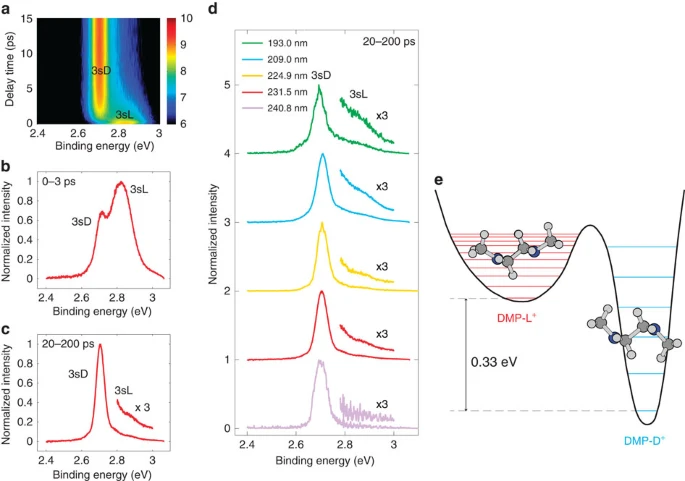 a
15
10
5
0
Delay time (ps)
3sD
3sL
2.4
2.6
2.8
3
Binding energy (eV)
10
9
8
7
6
b
0–3 ps
3sD
3sL
1
0.8
0.6
0.4
0.2
0
Normalized intensity
2.4
2.6
2.8
3
Binding energy (eV)
c
20–200 ps
3sD
3sL
x 3
1
0.8
0.6
0.4
0.2
0
Normalized intensity
2.4
2.6
2.8
3
Binding energy (eV)
d
193.0 nm
209.0 nm
224.9 nm
231.5 nm
240.8 nm
20–200 ps
3sD
3sL
x3
x3
x3
x3
x3
5
4
3
2
1
0
Normalized intensity
2.4
2.6
2.8
3.0
Binding energy (eV)
e
DMP-L⁺
0.33 eV
DMP-D⁺